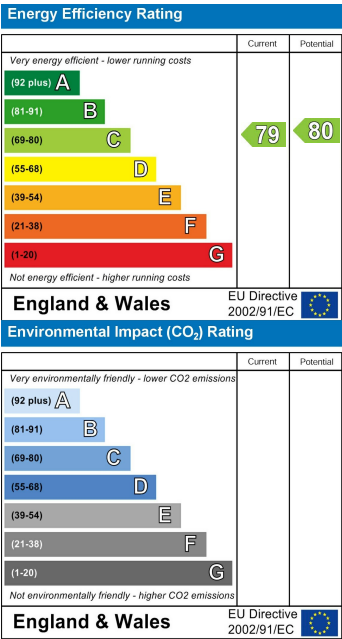 Energy Efficiency Rating
Current Potential
Very energy efficient - lower running costs
(92 plus) A
(81-91) B
(69-80) C
79 80
(55-68) D
(39-54) E
(21-38) F
(1-20) G
Not energy efficient - higher running costs
England & Wales
EU Directive
2002/91/EC
Environmental Impact (CO₂) Rating
Current Potential
Very environmentally friendly - lower CO2 emissions
(92 plus) A
(81-91) B
(69-80) C
(55-68) D
(39-54) E
(21-38) F
(1-20) G
Not environmentally friendly - higher CO2 emissions
England & Wales
EU Directive
2002/91/EC